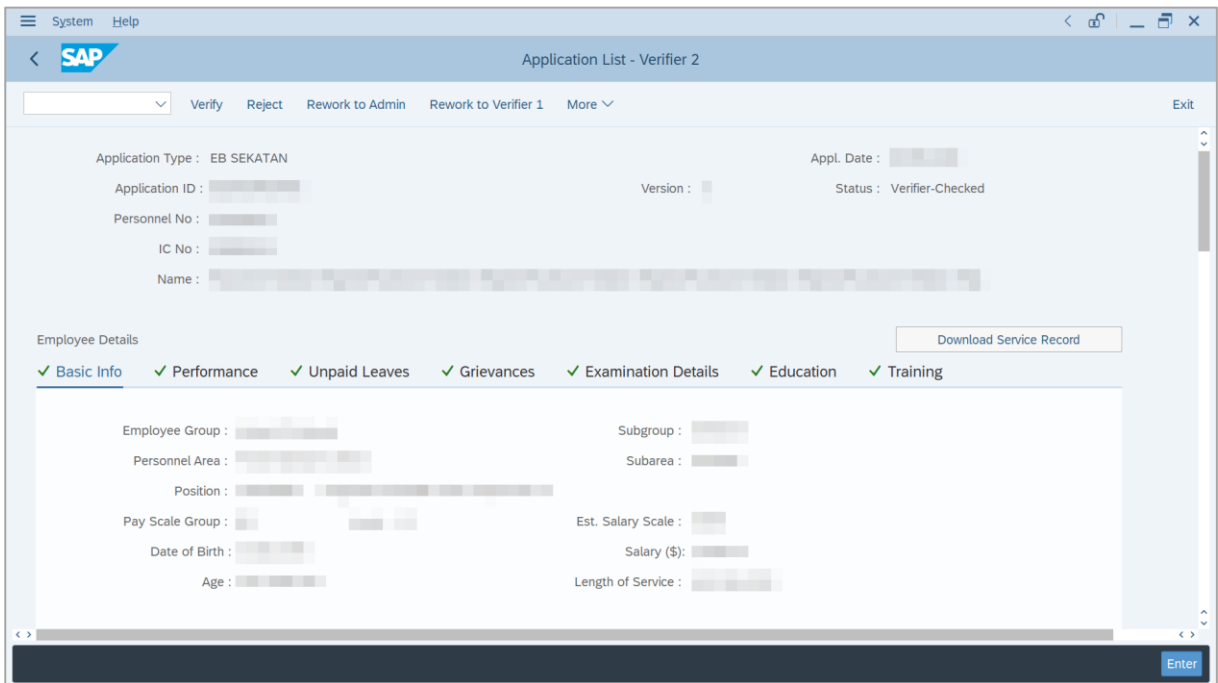 System Help
SAP Application List - Verifier 2
Verify Reject Rework to Admin Rework to Verifier 1 More Exit
Application Type : EB SEKATAN Appl. Date :
Application ID : Version : Status : Verifier-Checked
Personnel No :
IC No :
Name :
Employee Details Download Service Record
Basic Info Performance Unpaid Leaves Grievances Examination Details Education Training
Employee Group : Subgroup :
Personnel Area : Subarea :
Position :
Pay Scale Group : Est. Salary Scale :
Date of Birth : Salary ($):
Age : Length of Service :
Enter